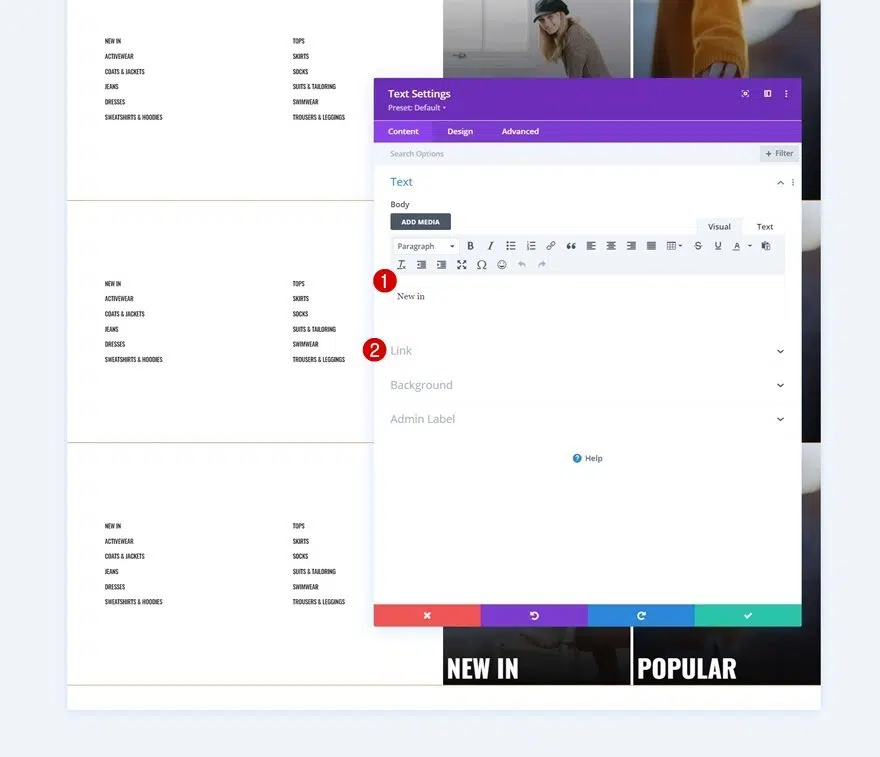 NEW IN TOPS
ACTIVEWEAR SKIRTS
COATS & JACKETS SOCKS
JEANS SUITS & TAILORING
DRESSES SWIMWEAR
SWEATSHIRTS & HOODIES TROUSERS & LEGGINGS
Text Settings
Preset: Default
Content Design Advanced
Search Options + Filter
Text
Body
ADD MEDIA
Visual Text
Paragraph B I U A
1
New in
2 Link
Background
Admin Label
Help
NEW IN TOPS
ACTIVEWEAR SKIRTS
COATS & JACKETS SOCKS
JEANS SUITS & TAILORING
DRESSES SWIMWEAR
SWEATSHIRTS & HOODIES TROUSERS & LEGGINGS
NEW IN TOPS
ACTIVEWEAR SKIRTS
COATS & JACKETS SOCKS
JEANS SUITS & TAILORING
DRESSES SWIMWEAR
SWEATSHIRTS & HOODIES TROUSERS & LEGGINGS
NEW IN POPULAR